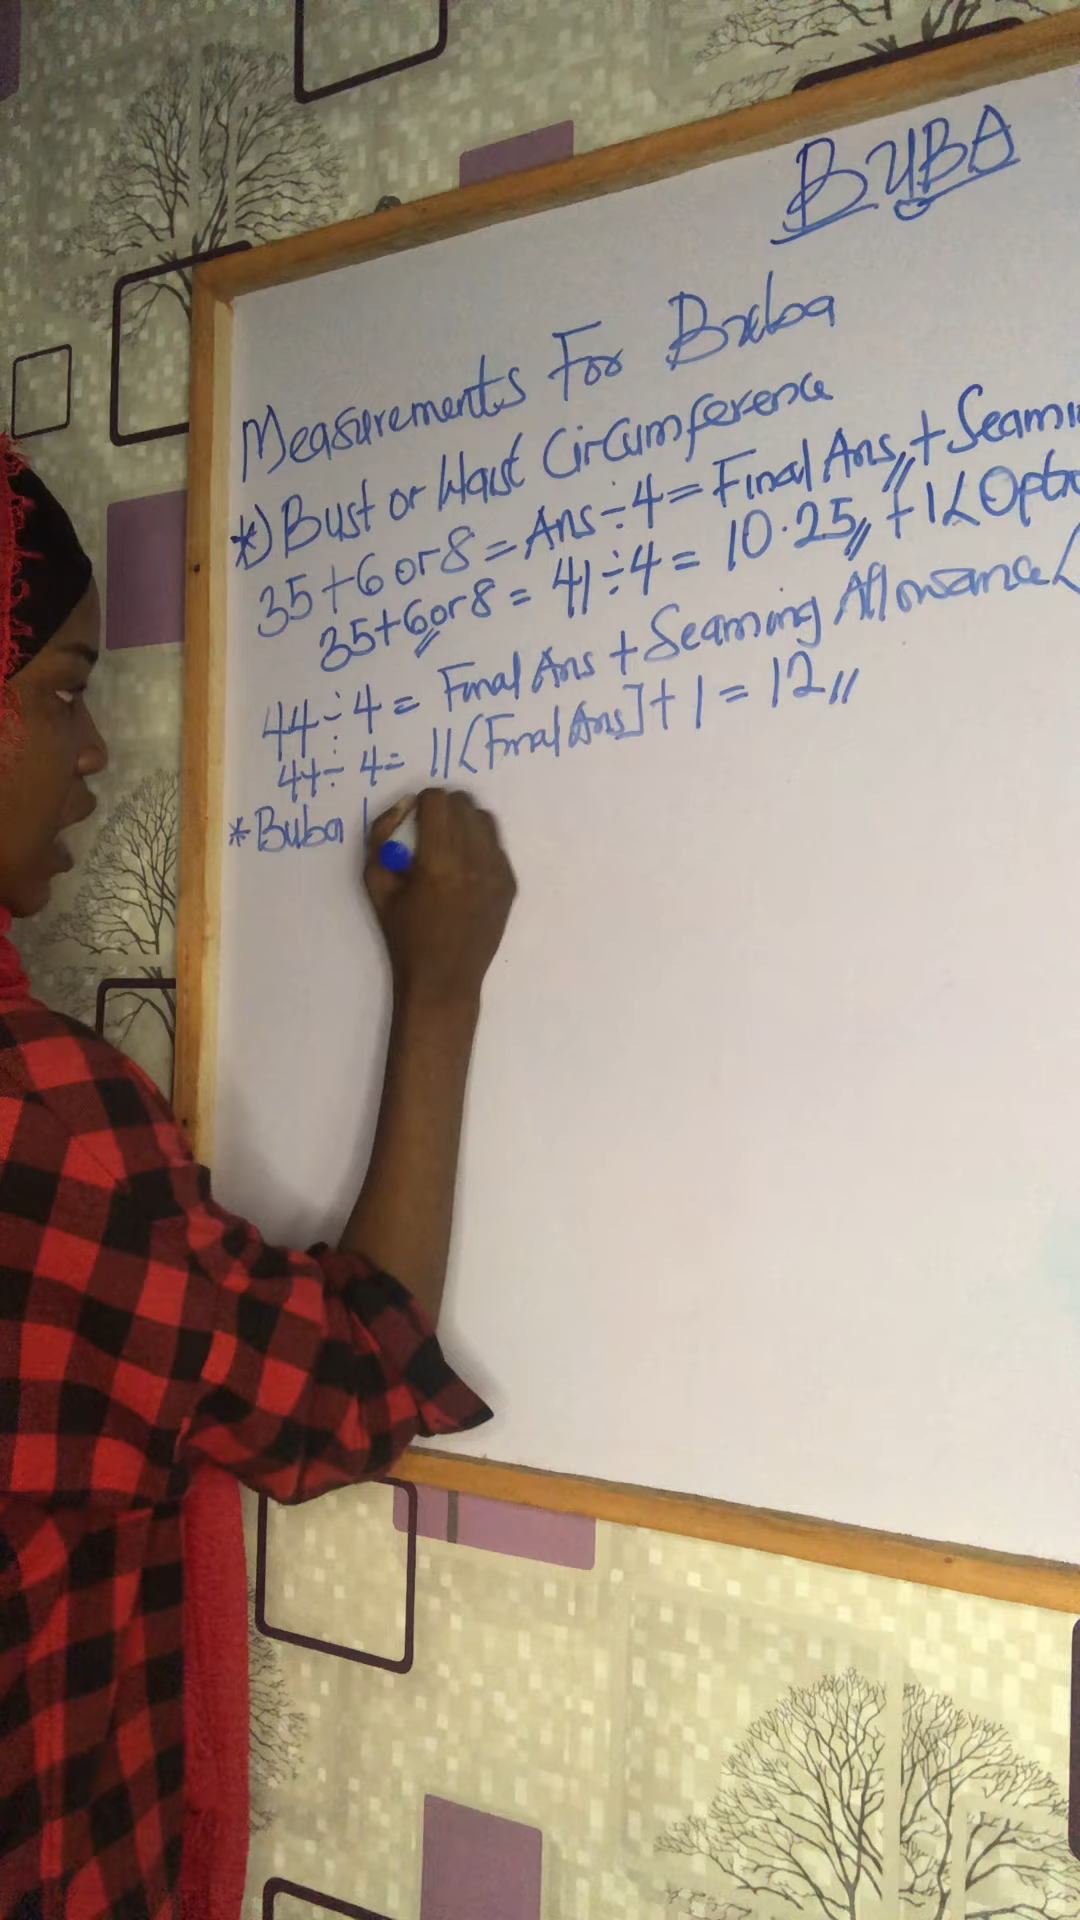 BUBA
Measurements For Buba
*) Bust or Waist Circumference
35+6 or 8 = Ans ÷ 4 = Final Ans,, + Seami
35+6 or 8 = 41 ÷ 4 = 10.25,, + 1 (Optio
44 ÷ 4 = Final Ans + Seaming Allowance (
44 ÷ 4 = 11 (Final Ans] + 1 = 12,,
* Buba